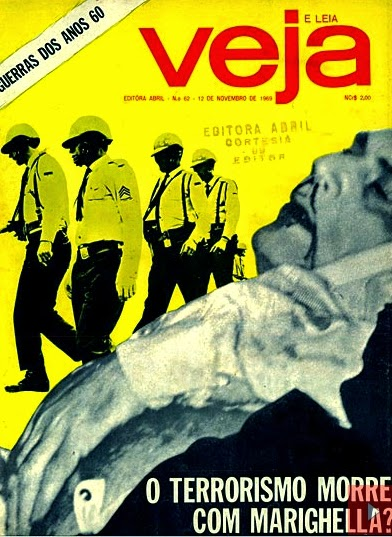 GUERRAS DOS ANOS 60
E LEIA
veja
EDITÔRA ABRIL - N.º 62 - 12 DE NOVEMBRO DE 1969
NCr$ 2,00
EDITORA ABRIL
CORTESIA
DO
EDITOR
O TERRORISMO MORRE
COM MARIGHELLA?